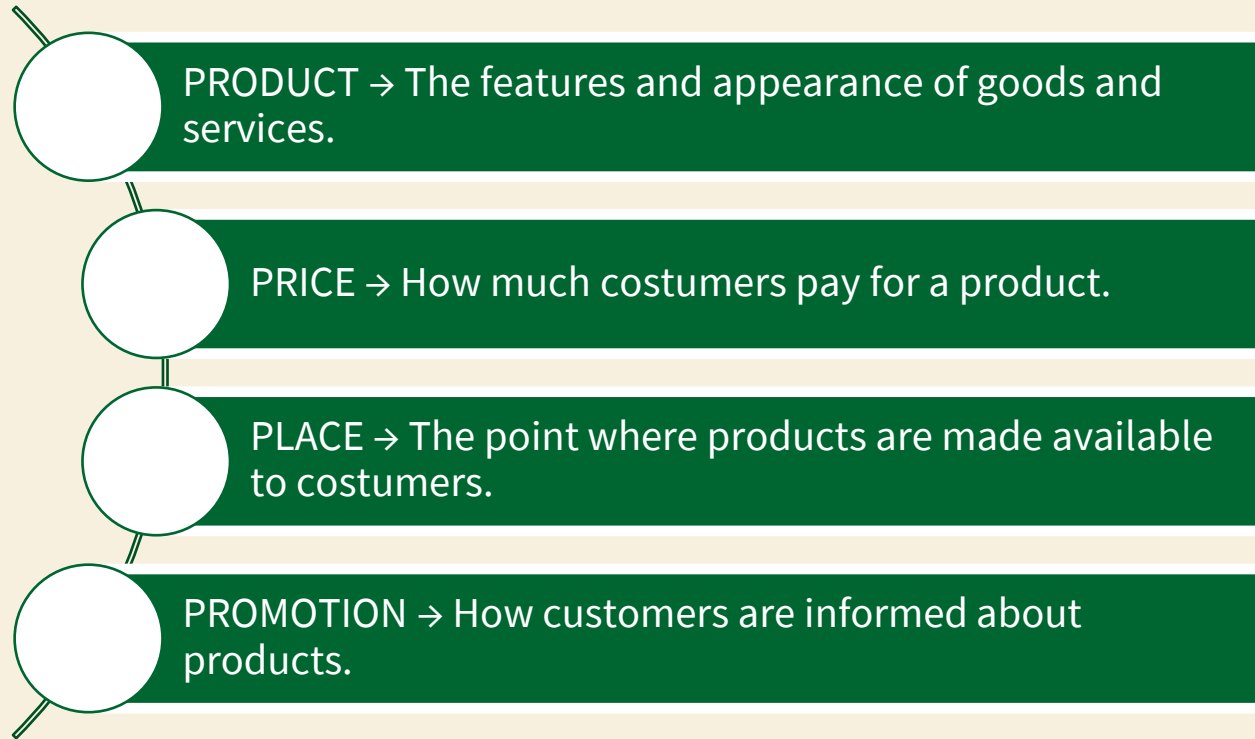 PRODUCT → The features and appearance of goods and
services.
PRICE → How much costumers pay for a product.
PLACE → The point where products are made available
to costumers.
PROMOTION → How customers are informed about
products.